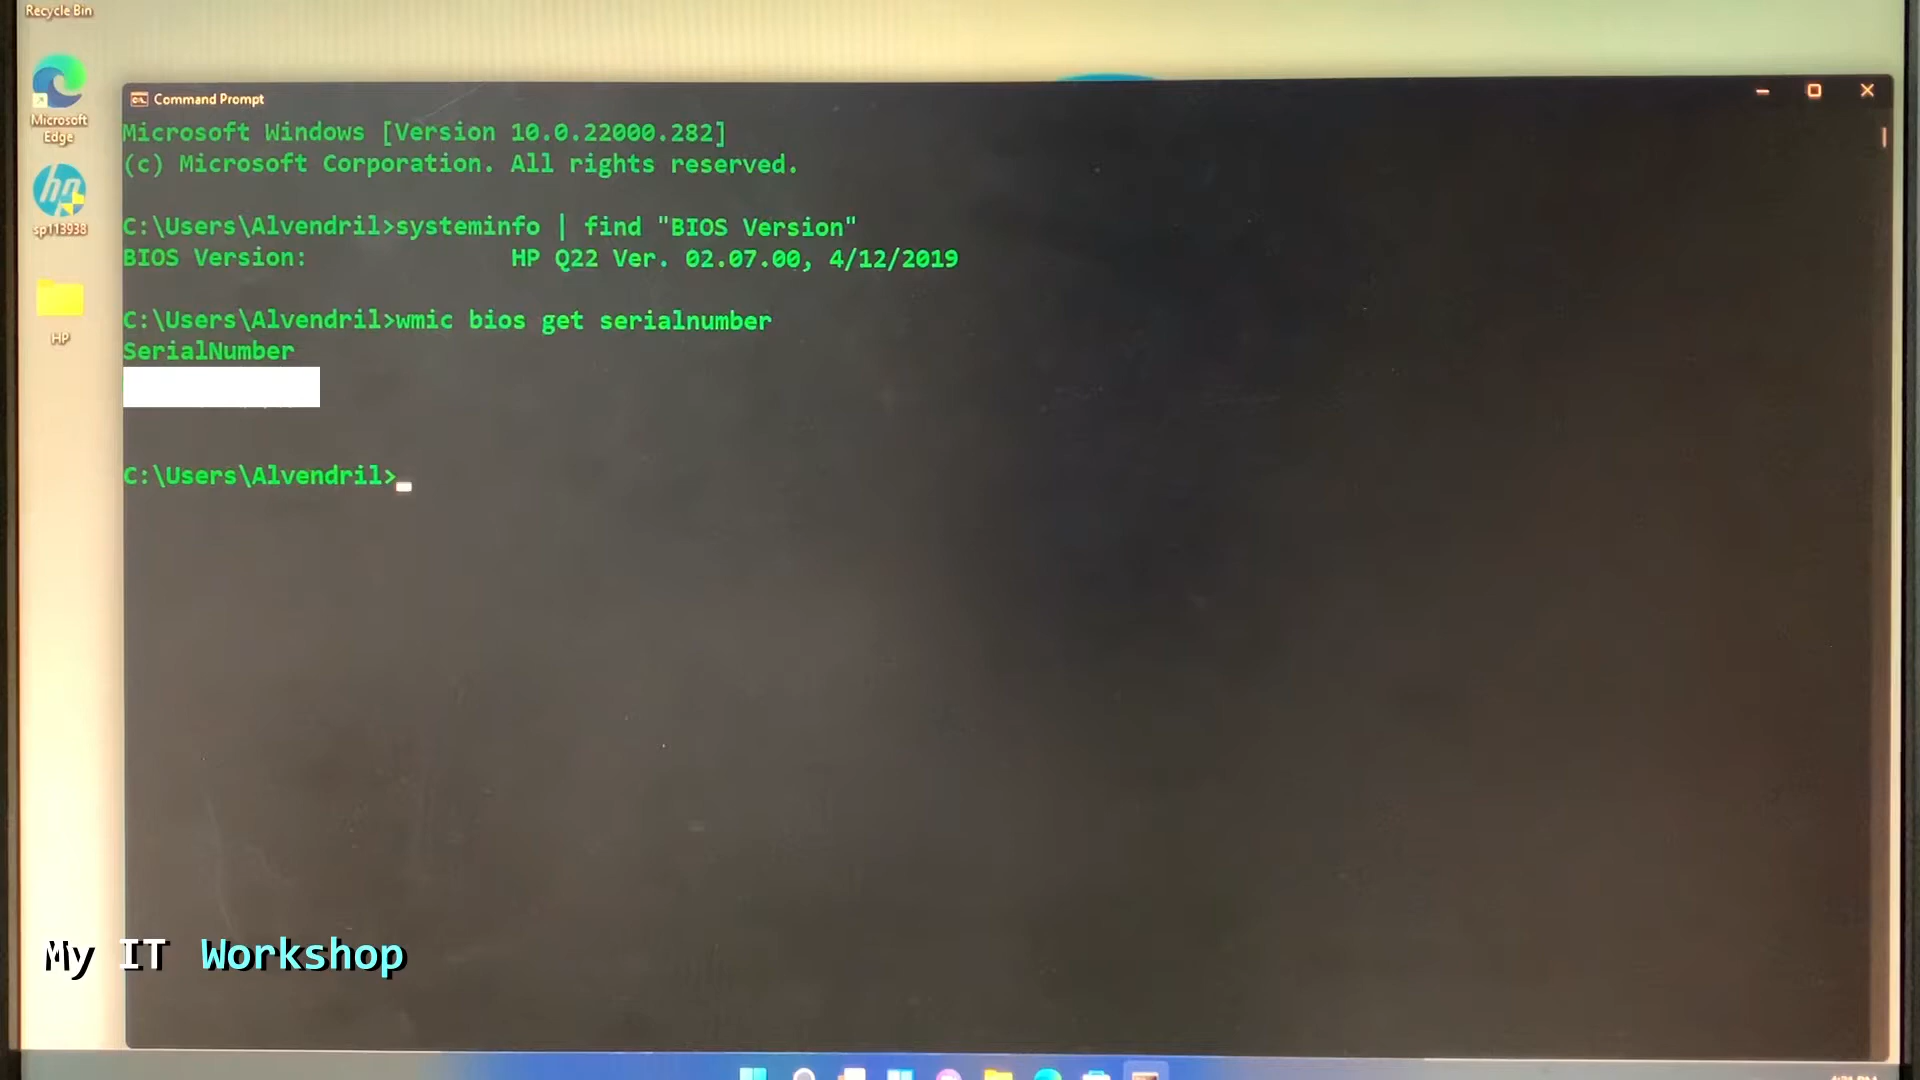 Recycle Bin
Microsoft
Edge
hp
sp113938
HP
Command Prompt
Microsoft Windows [Version 10.0.22000.282]
(c) Microsoft Corporation. All rights reserved.
C:\Users\Alvendril>systeminfo | find "BIOS Version"
BIOS Version: HP Q22 Ver. 02.07.00, 4/12/2019
C:\Users\Alvendril>wmic bios get serialnumber
SerialNumber
C:\Users\Alvendril>
My IT Workshop